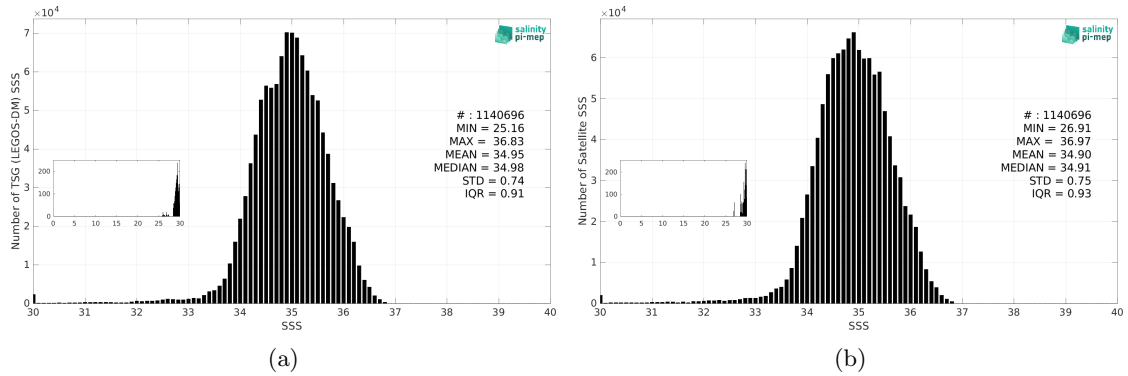 ×10⁴
7
6
5
4
3
2
1
0
Number of TSG (LEGOS-DM) SSS
salinity
pi-mep
# : 1140696
MIN = 25.16
MAX = 36.83
MEAN = 34.95
MEDIAN = 34.98
STD = 0.74
IQR = 0.91
200
100
0
0 5 10 15 20 25 30
30 31 32 33 34 35 36 37 38 39 40
SSS
(a)
×10⁴
6
5
4
3
2
1
0
Number of Satellite SSS
salinity
pi-mep
# : 1140696
MIN = 26.91
MAX = 36.97
MEAN = 34.90
MEDIAN = 34.91
STD = 0.75
IQR = 0.93
200
100
0
0 5 10 15 20 25 30
30 31 32 33 34 35 36 37 38 39 40
SSS
(b)